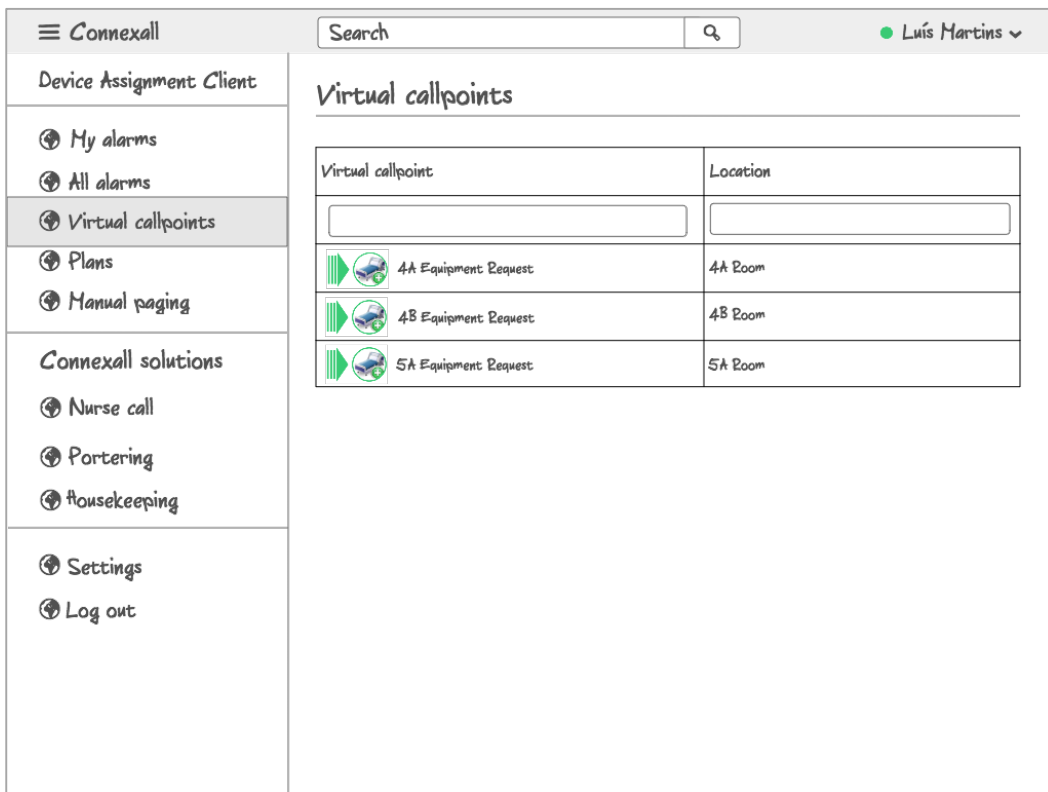 Connexall
Search
Luís Martins
Device Assignment Client
My alarms
All alarms
Virtual callpoints
Plans
Manual paging
Connexall solutions
Nurse call
Portering
Housekeeping
Settings
Log out
Virtual callpoints
Virtual callpoint Location
4A Equipment Request 4A Room
4B Equipment Request 4B Room
5A Equipment Request 5A Room